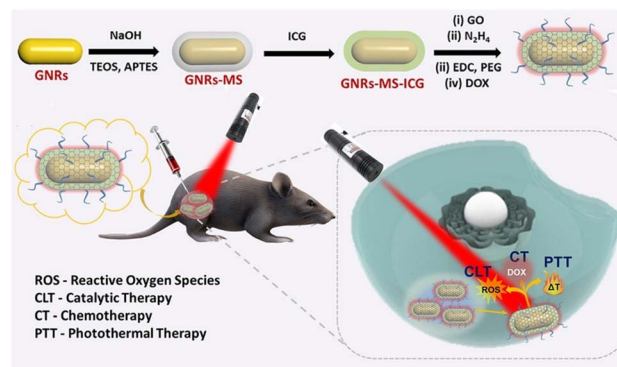 NaOH
TEOS, APTES
ICG
(i) GO
(ii) N₂H₄
(ii) EDC, PEG
(iv) DOX
GNRs
GNRs-MS
GNRs-MS-ICG
CLT
CT
PTT
ROS
DOX
ΔT
ROS - Reactive Oxygen Species
CLT - Catalytic Therapy
CT - Chemotherapy
PTT - Photothermal Therapy